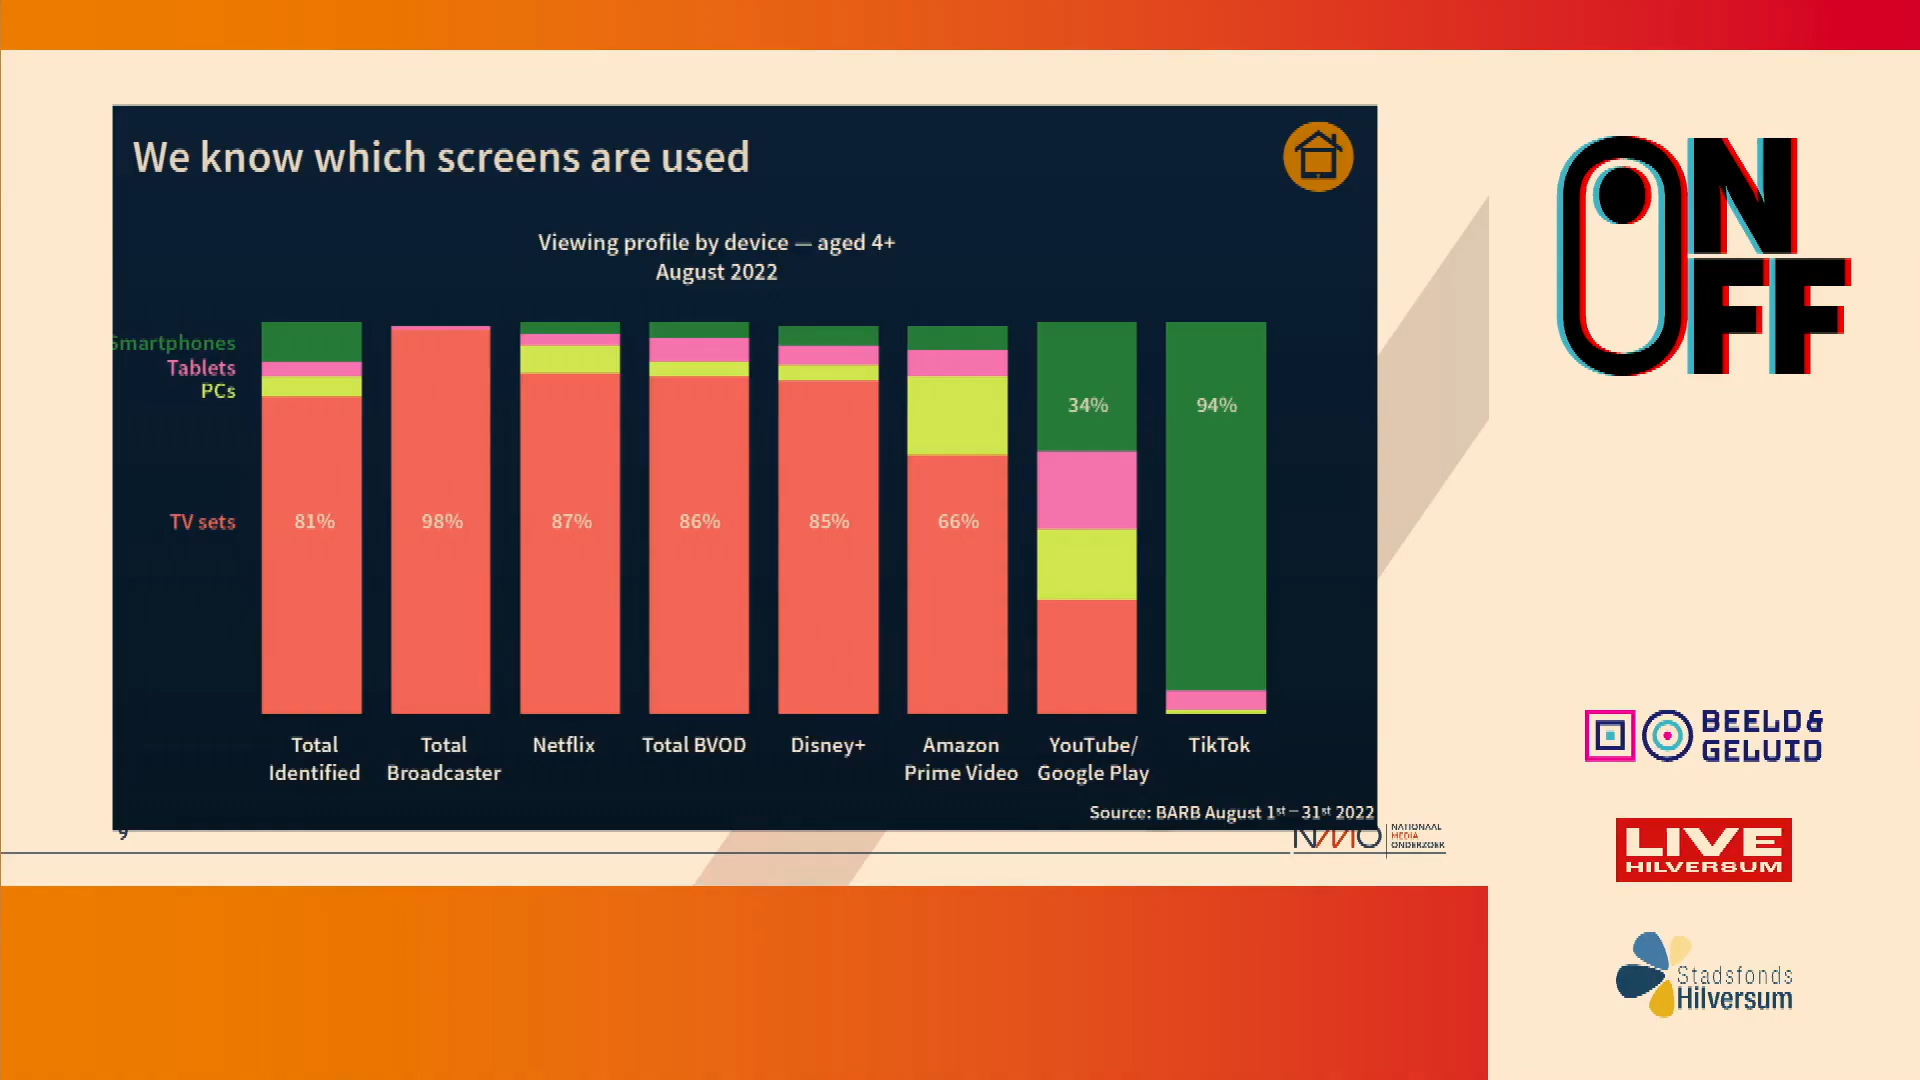 We know which screens are used
Viewing profile by device — aged 4+
August 2022
Smartphones
Tablets
PCs
TV sets
81%
98%
87%
86%
85%
66%
34%
94%
Total
Identified
Total
Broadcaster
Netflix
Total BVOD
Disney+
Amazon
Prime Video
YouTube/
Google Play
TikTok
Source: BARB August 1st–31st 2022
9
NMO
NATIONAAL
MEDIA
ONDERZOEK
ON
OFF
BEELD&
GELUID
LIVE
HILVERSUM
Stadsfonds
Hilversum